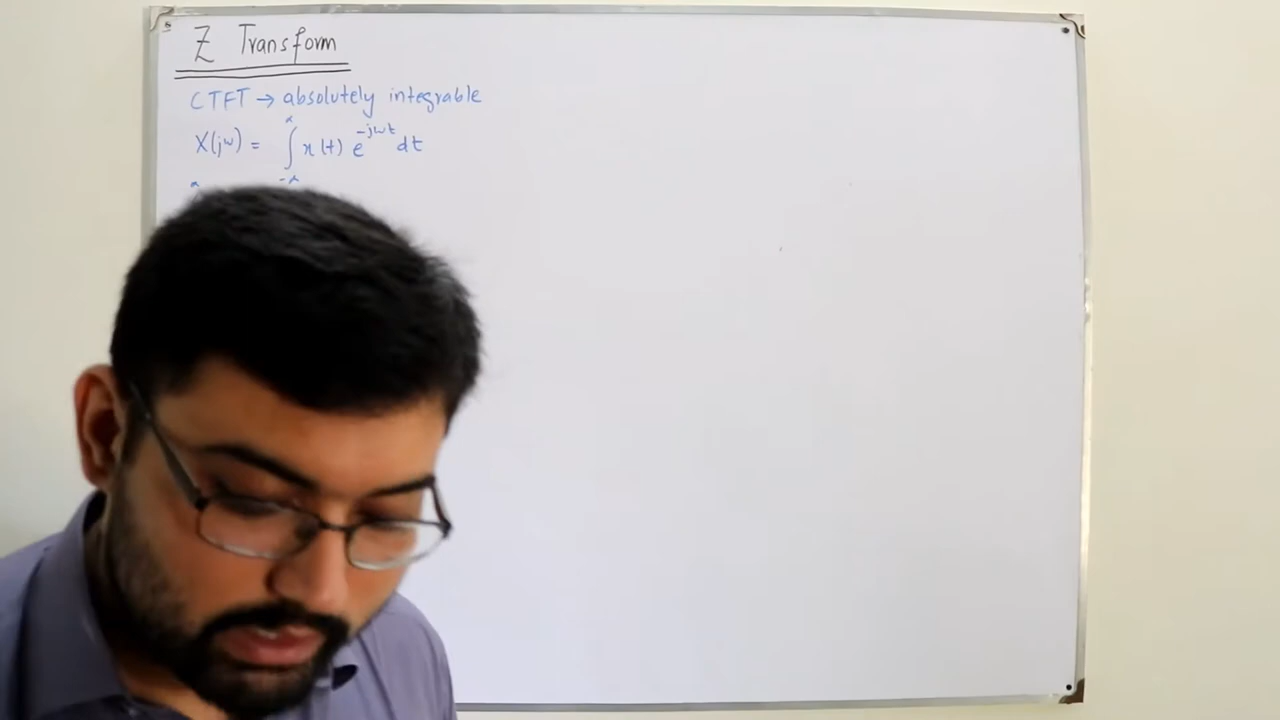 Z Transform
CTFT → absolutely integrable
X(jω) = ∫_{-∞}^{∞} x(t) e^{-jωt} dt